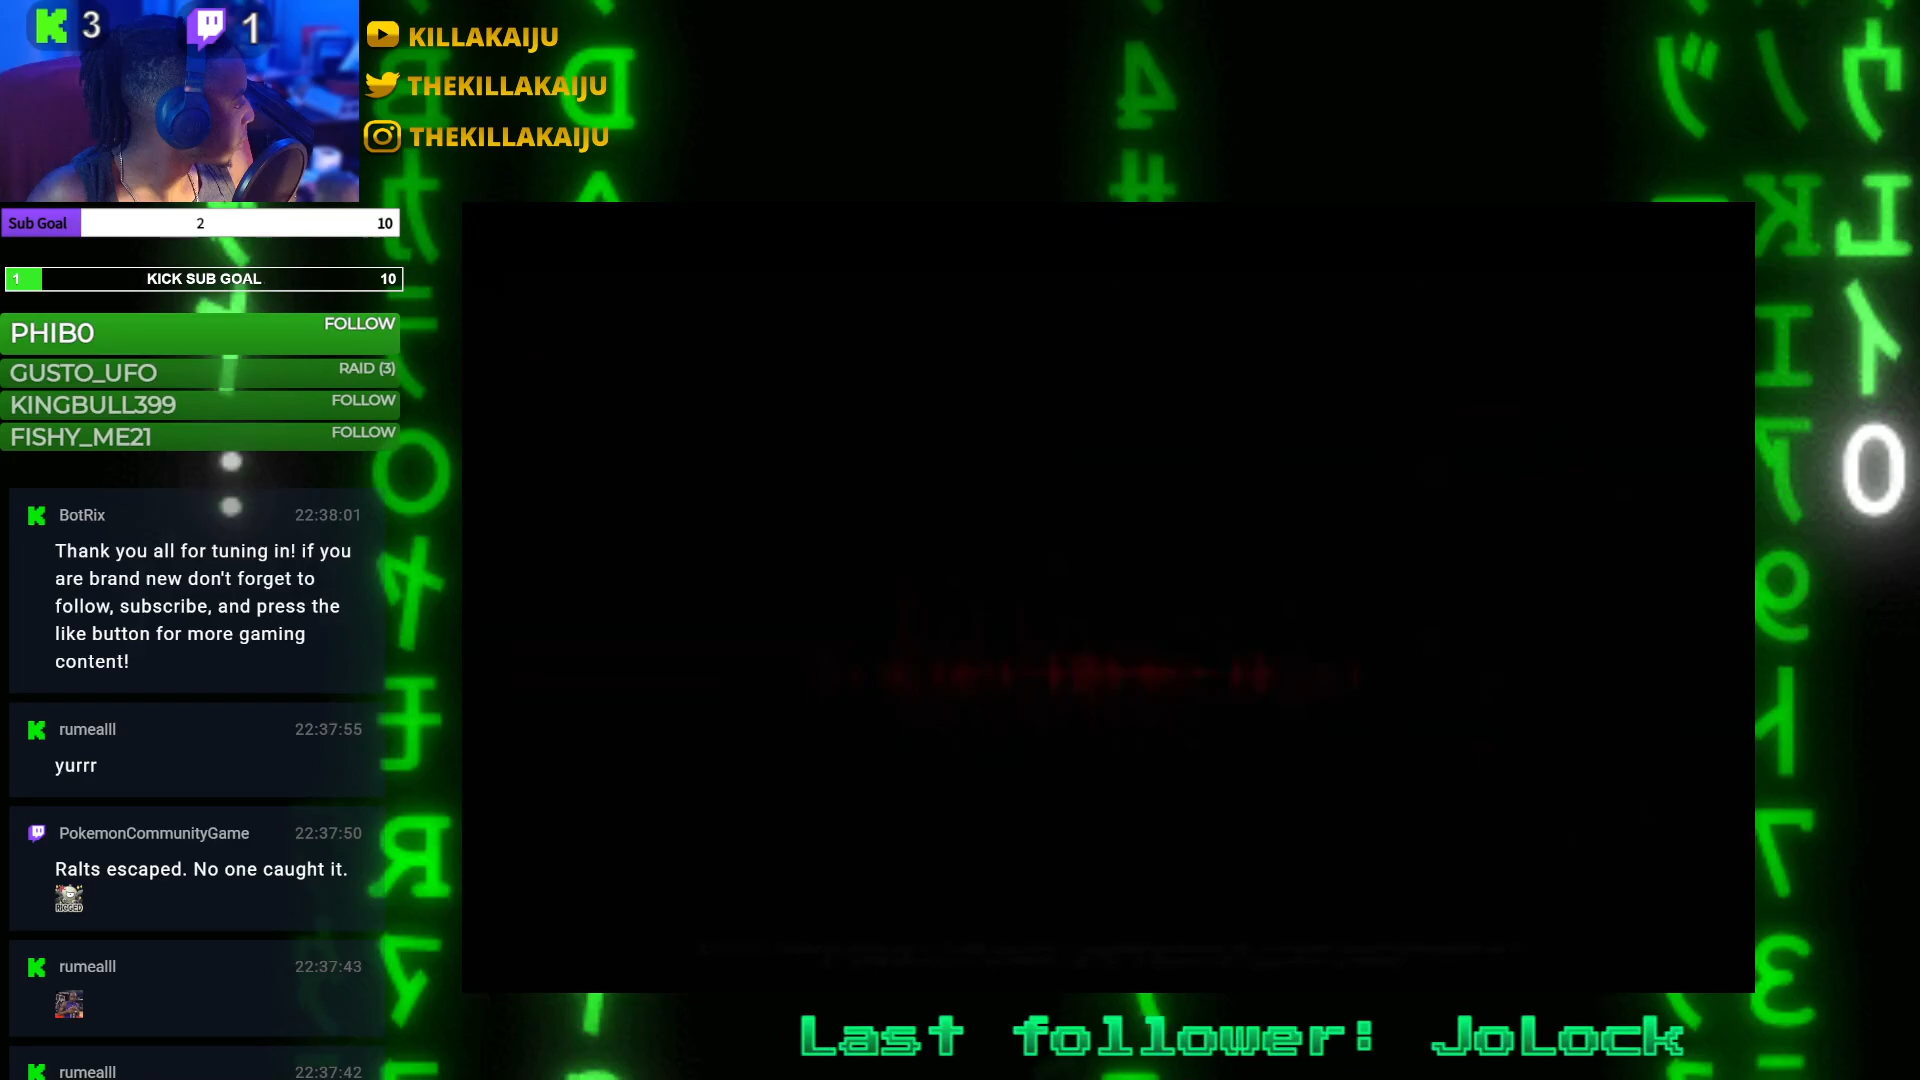 3
1
KILLAKAIJU
THEKILLAKAIJU
THEKILLAKAIJU
Sub Goal 2 10
1 KICK SUB GOAL 10
PHIB0 FOLLOW
GUSTO_UFO RAID (3)
KINGBULL399 FOLLOW
FISHY_ME21 FOLLOW
BotRix 22:38:01
Thank you all for tuning in! if you
are brand new don't forget to
follow, subscribe, and press the
like button for more gaming
content!
rumealll 22:37:55
yurrr
PokemonCommunityGame 22:37:50
Ralts escaped. No one caught it.
RIGGED
rumealll 22:37:43
rumealll 22:37:42
Last follower: JoLock